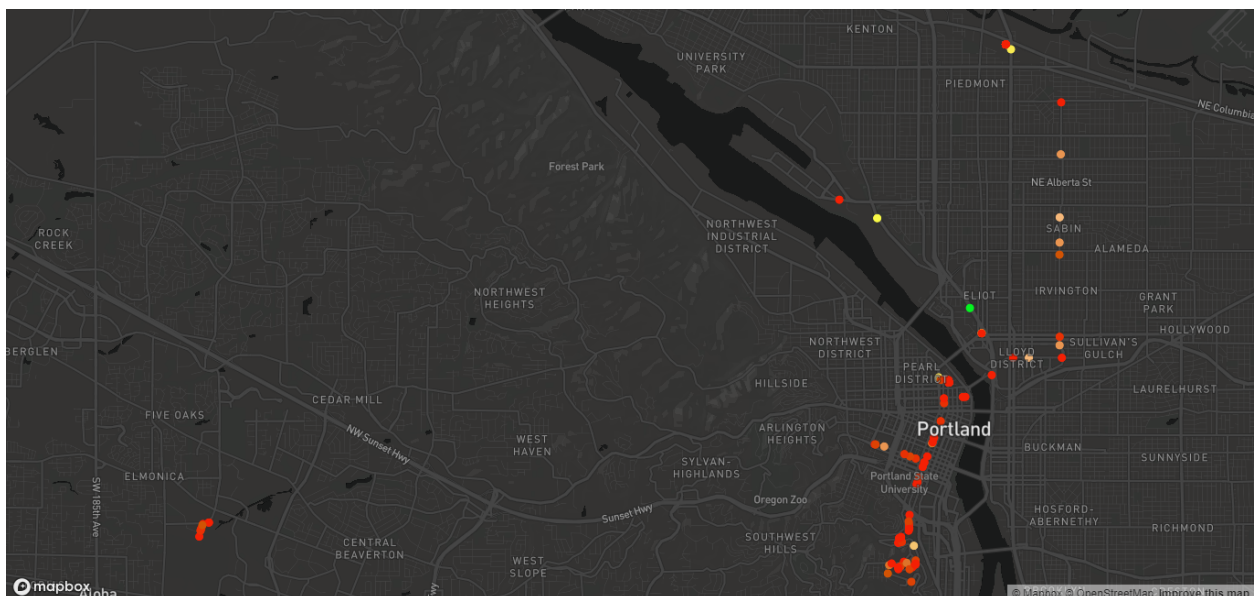 KENTON
UNIVERSITY
PARK
PIEDMONT
NE Columbia
Forest Park
NE Alberta St
ROCK
CREEK
NORTHWEST
INDUSTRIAL
DISTRICT
SABIN
ALAMEDA
NORTHWEST
HEIGHTS
ELIOT
IRVINGTON
GRANT
PARK
HOLLYWOOD
BERGLEN
NORTHWEST
DISTRICT
LLOYD
DISTRICT
SULLIVAN'S
GULCH
PEARL
DISTRICT
HILLSIDE
LAURELHURST
CEDAR MILL
FIVE OAKS
NW Sunset Hwy
ARLINGTON
HEIGHTS
Portland
WEST
HAVEN
BUCKMAN
SUNNYSIDE
ELMONICA
SYLVAN-
HIGHLANDS
Portland State
University
SW 185th Ave
Oregon Zoo
Sunset Hwy
HOSFORD-
ABERNETHY
RICHMOND
CENTRAL
BEAVERTON
SOUTHWEST
HILLS
WEST
SLOPE
Hwy
mapbox
Aloha
© Mapbox © OpenStreetMap Improve this map